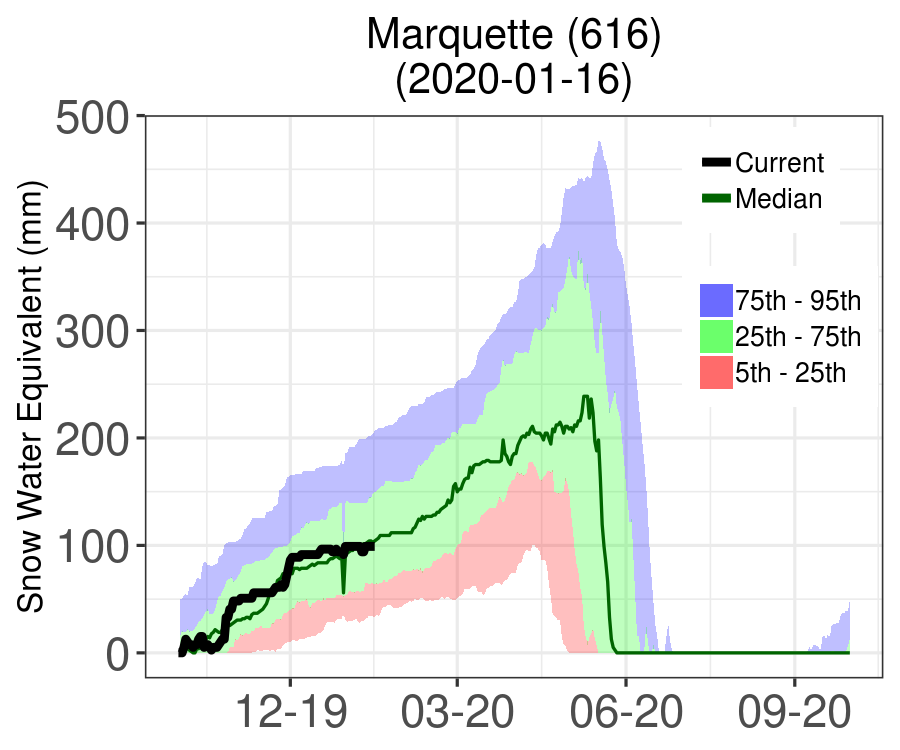 Marquette (616)
(2020-01-16)
Snow Water Equivalent (mm)
500
400
300
200
100
0
Current
Median
75th - 95th
25th - 75th
5th - 25th
12-19
03-20
06-20
09-20